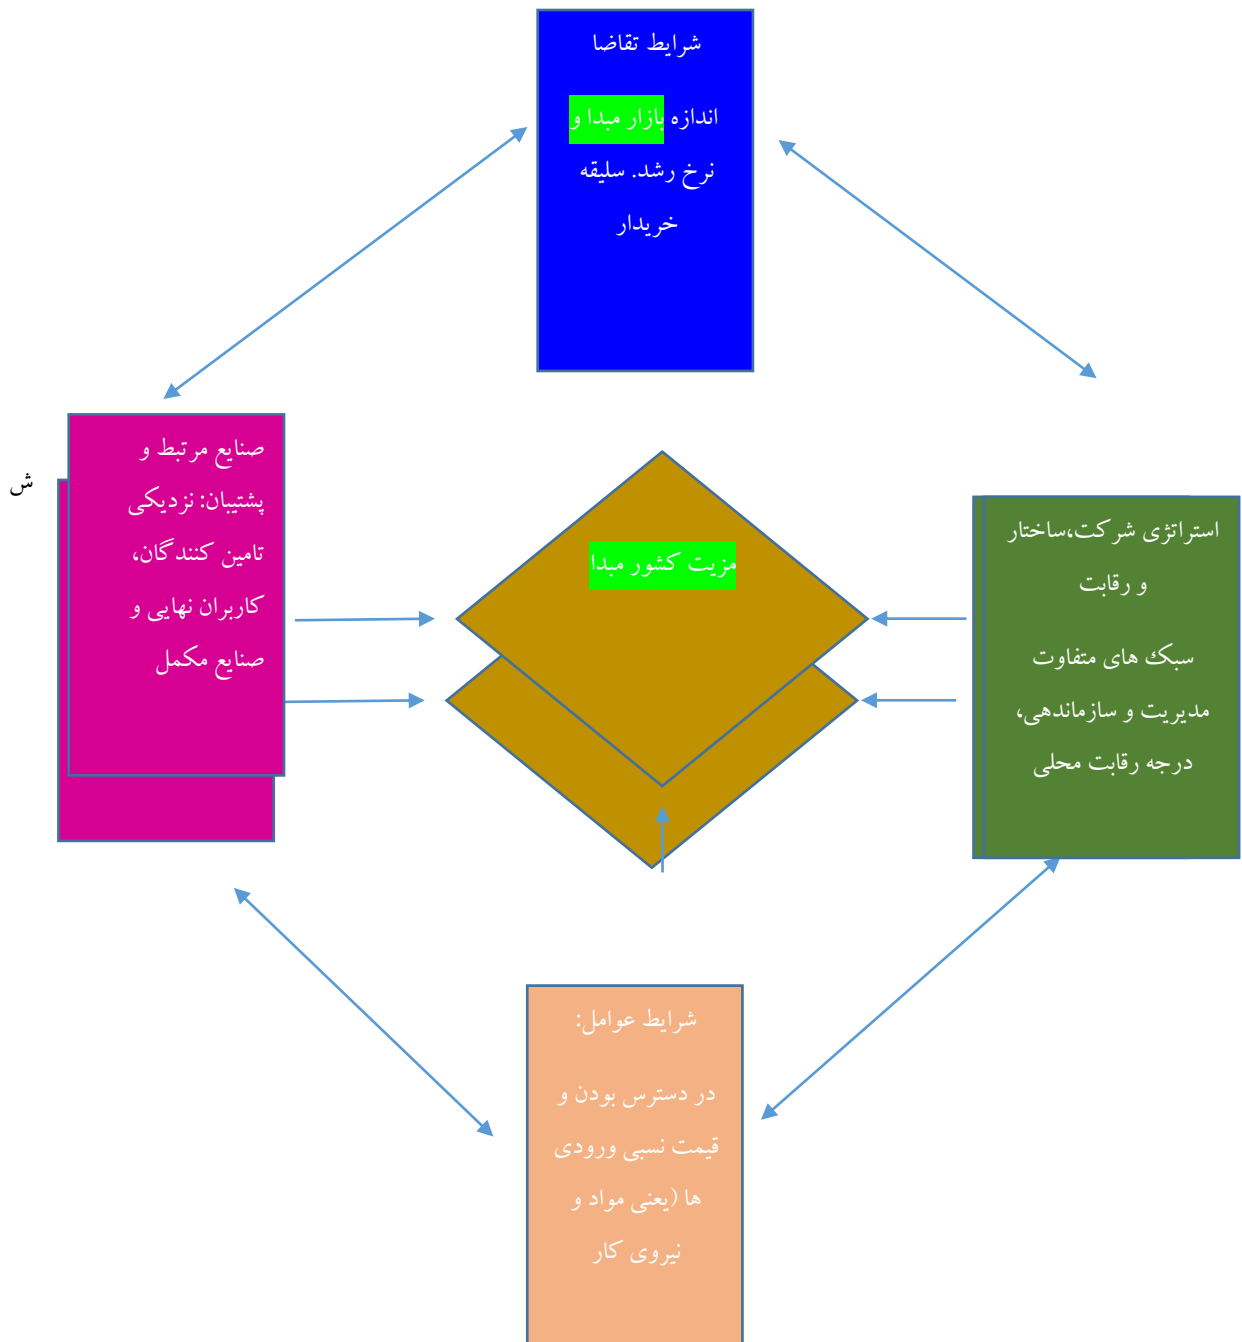 شرایط تقاضا
اندازه بازار مبدا و
نرخ رشد. سلیقه
خریدار
صنایع مرتبط و
پشتیبان: نزدیکی
تامین کنندگان،
کاربران نهایی و
صنایع مکمل
ش
مزیت کشور مبدا
استراتژی شرکت،ساختار
و رقابت
سبک های متفاوت
مدیریت و سازماندهی،
درجه رقابت محلی
شرایط عوامل:
در دسترس بودن و
قیمت نسبی ورودی
ها (یعنی مواد و
نیروی کار